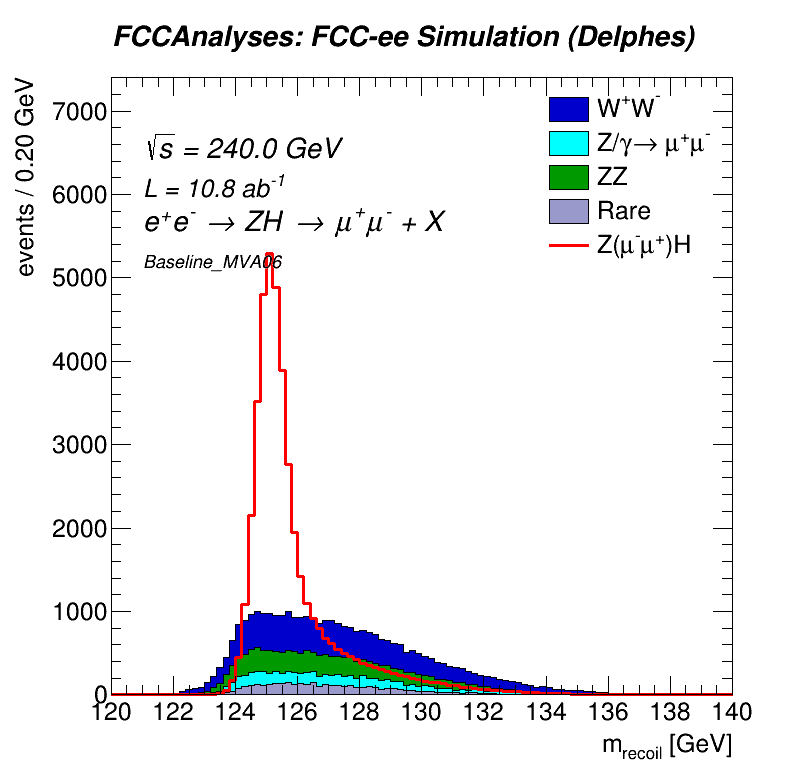 FCCAnalyses: FCC-ee Simulation (Delphes)
events / 0.20 GeV
7000
6000
5000
4000
3000
2000
1000
0
√s = 240.0 GeV
L = 10.8 ab⁻¹
e⁺e⁻ → ZH → μ⁺μ⁻ + X
Baseline_MVA06
W⁺W⁻
Z/γ→ μ⁺μ⁻
ZZ
Rare
Z(μ⁻μ⁺)H
120 122 124 126 128 130 132 134 136 138 140
m_recoil [GeV]